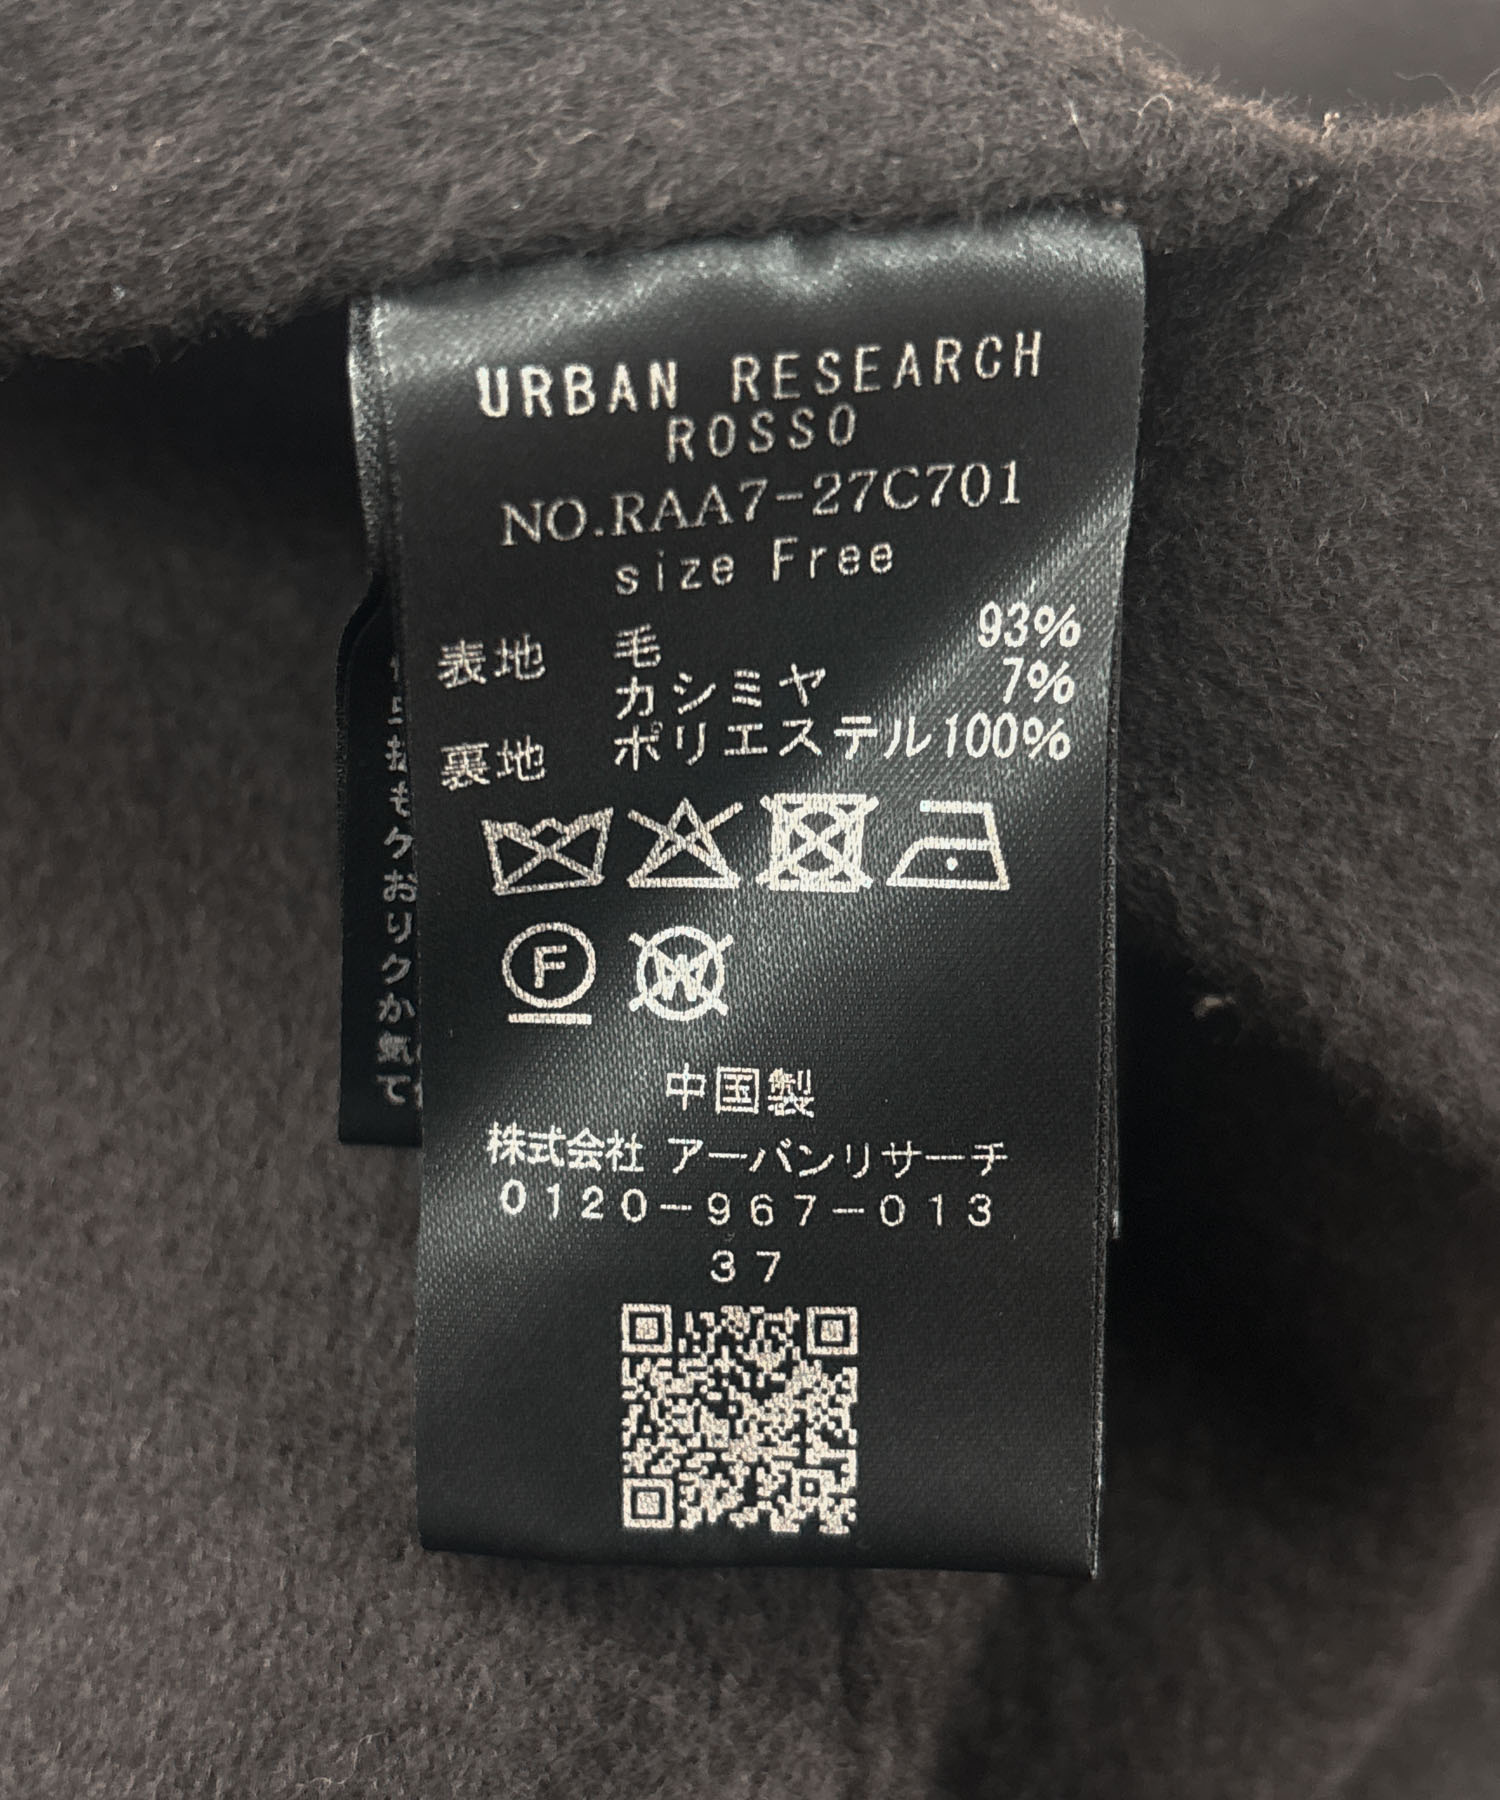 URBAN RESEARCH
ROSSO
NO.RAA7-27C701
size Free
表地 毛 93%
カシミヤ 7%
裏地 ポリエステル100%
F
W
中国製
株式会社 アーバンリサーチ
0120-967-013
37